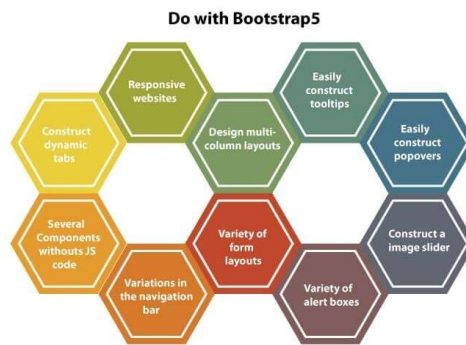 Do with Bootstrap5
Responsive
websites
Easily
construct
tooltips
Construct
dynamic
tabs
Design multi-
column layouts
Easily
construct
popovers
Several
Components
withouts JS
code
Variety of
form
layouts
Construct a
image slider
Variations in
the navigation
bar
Variety of
alert boxes